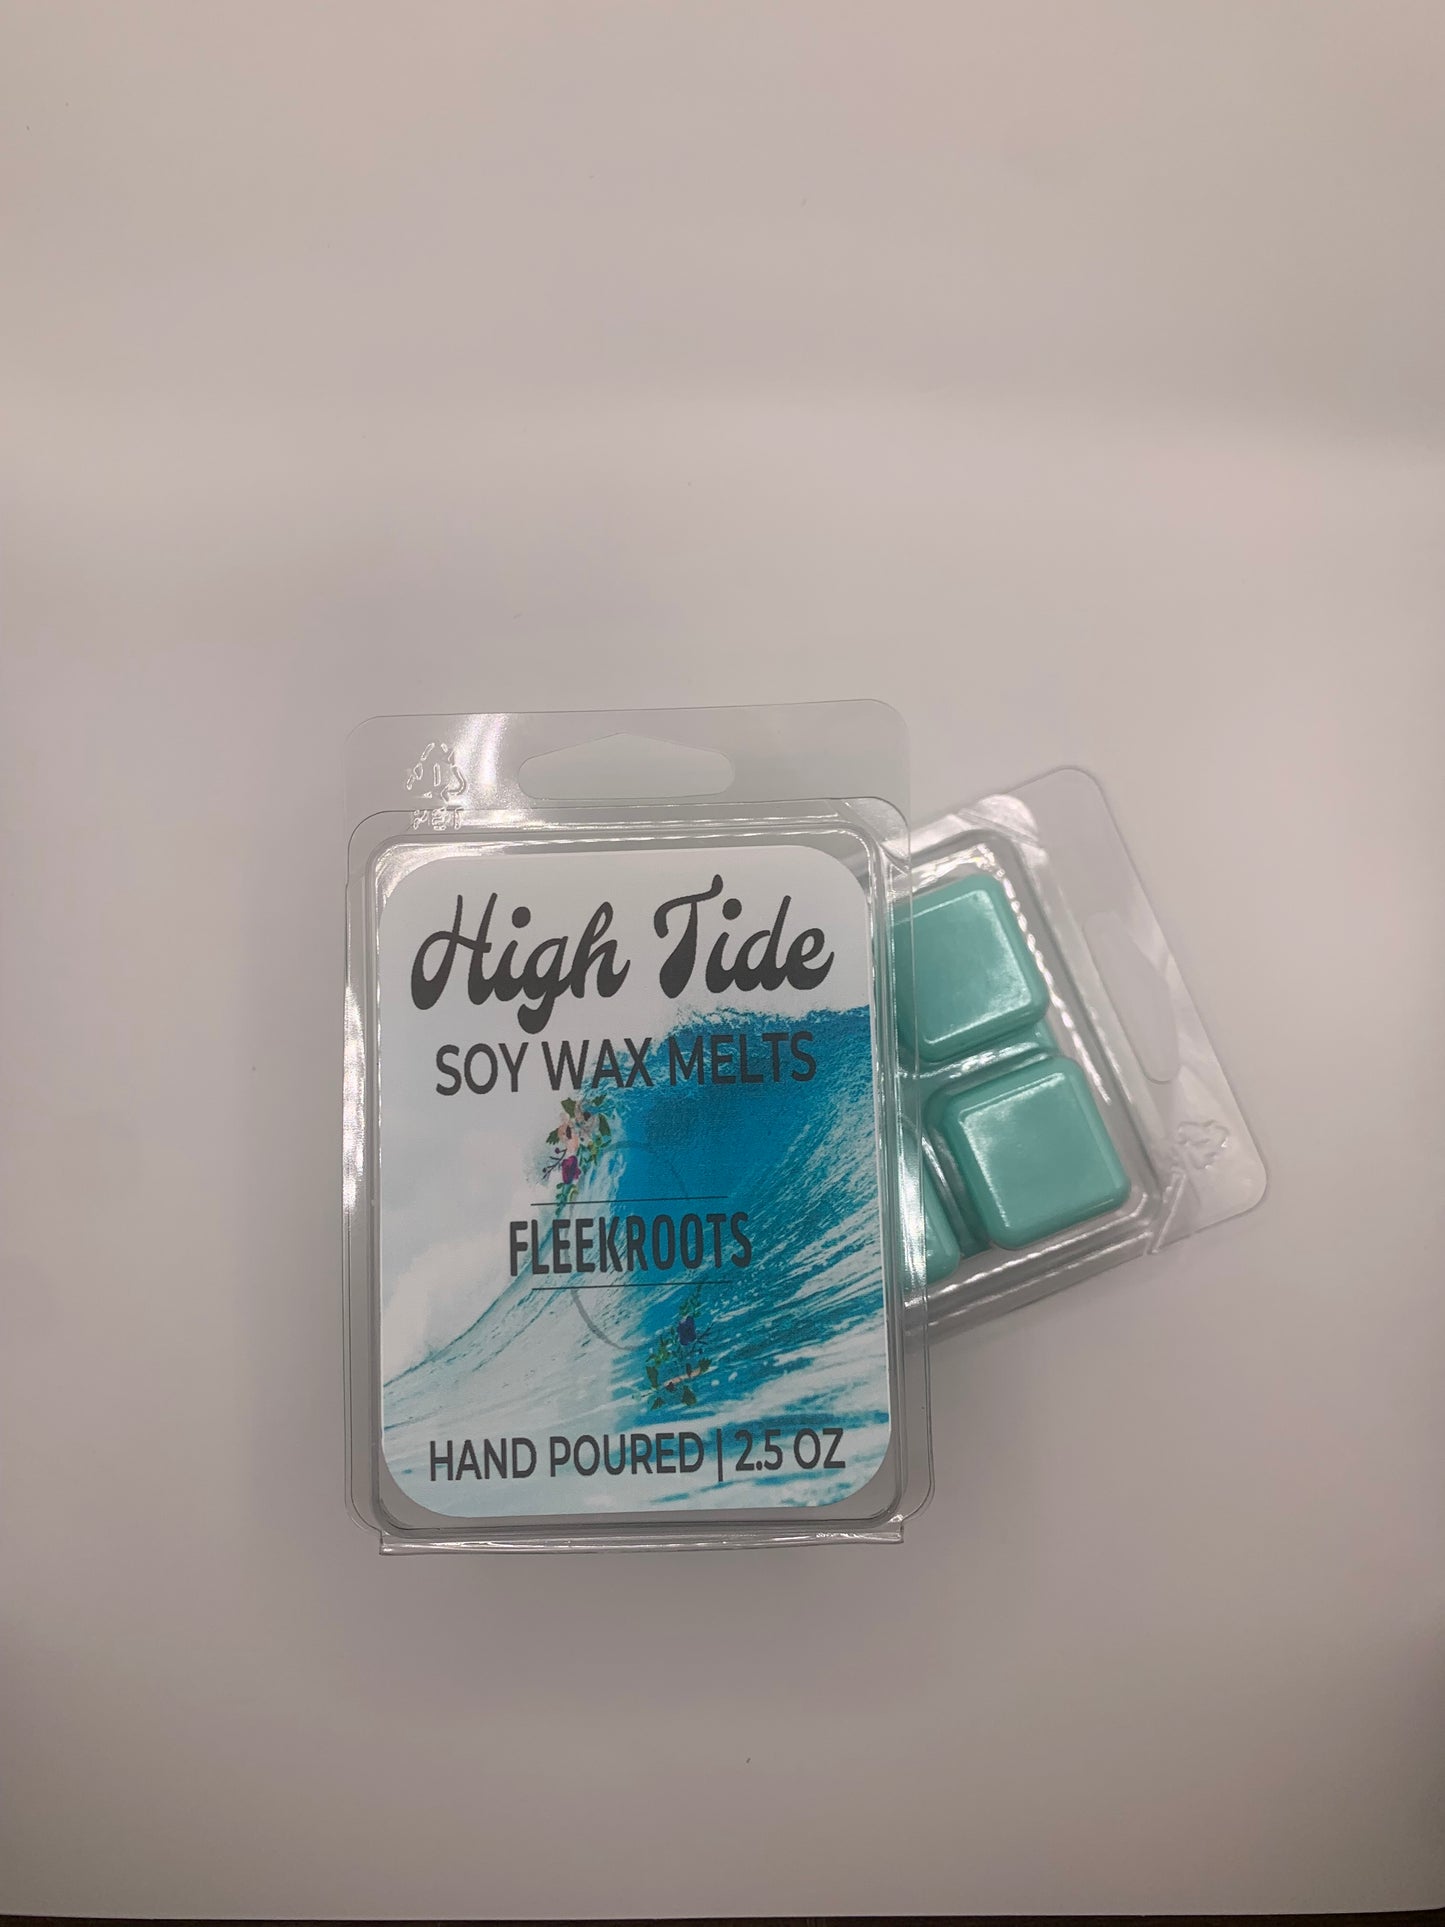 High Tide
SOY WAX MELTS
FLEEKROOTS
HAND POURED | 2.5 OZ